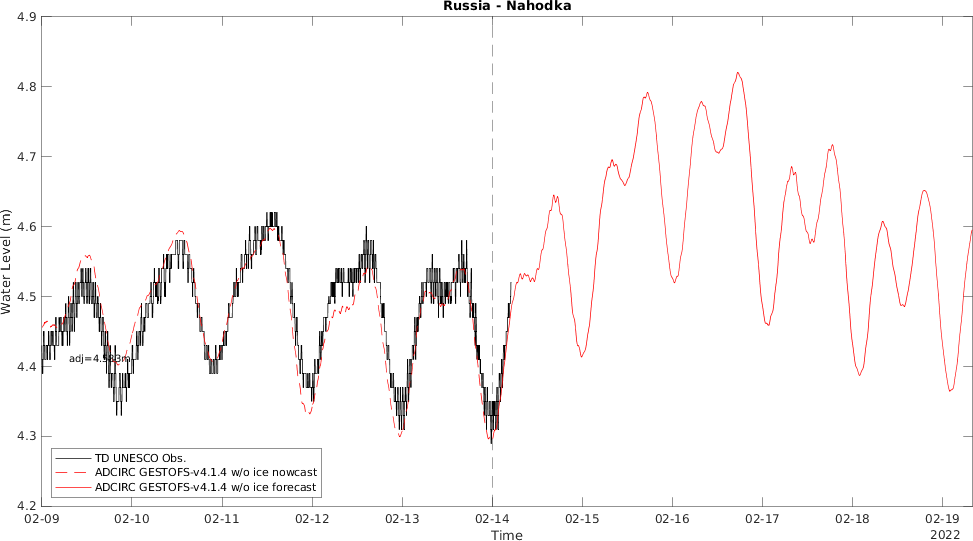 Russia - Nahodka
4.9
4.8
4.7
4.6
4.5
4.4
4.3
4.2
Water Level (m)
adj=4.583m
TD UNESCO Obs.
ADCIRC GESTOFS-v4.1.4 w/o ice nowcast
ADCIRC GESTOFS-v4.1.4 w/o ice forecast
02-09 02-10 02-11 02-12 02-13 02-14 02-15 02-16 02-17 02-18 02-19
2022
Time